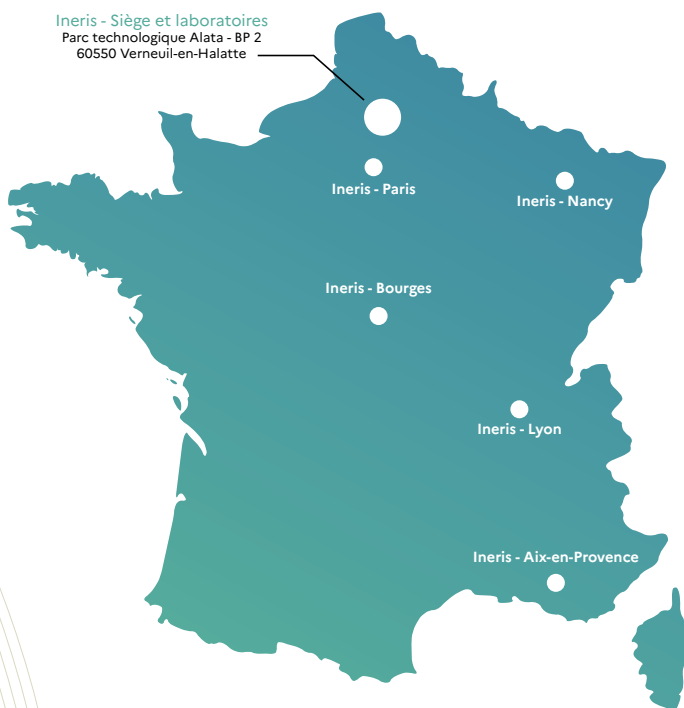 Ineris - Siège et laboratoires
Parc technologique Alata - BP 2
60550 Verneuil-en-Halatte
Ineris - Paris
Ineris - Nancy
Ineris - Bourges
Ineris - Lyon
Ineris - Aix-en-Provence